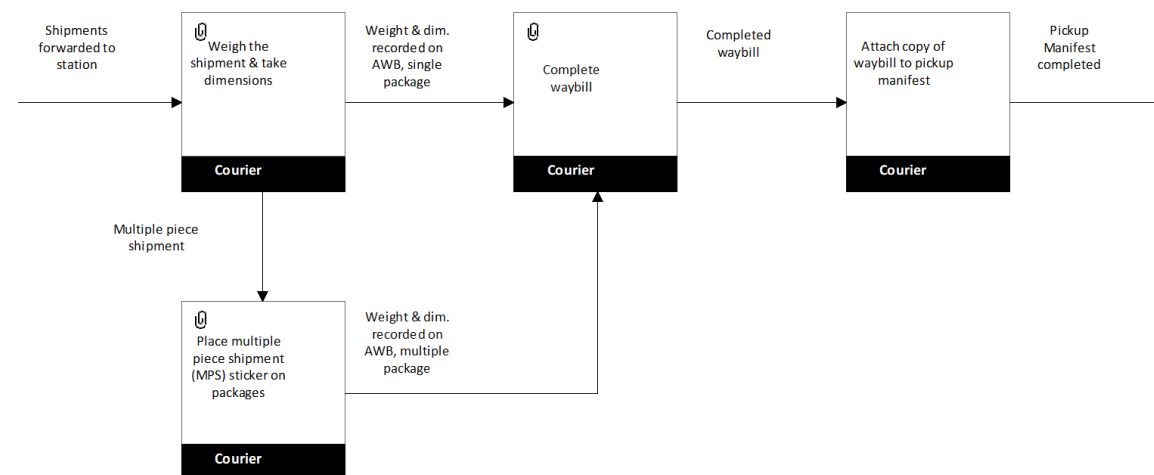 Shipments
forwarded to
station
Weigh the
shipment & take
dimensions
Courier
Weight & dim.
recorded on
AWB, single
package
Complete
waybill
Courier
Completed
waybill
Attach copy of
waybill to pickup
manifest
Courier
Pickup
Manifest
completed
Multiple piece
shipment
Place multiple
piece shipment
(MPS) sticker on
packages
Courier
Weight & dim.
recorded on
AWB, multiple
package